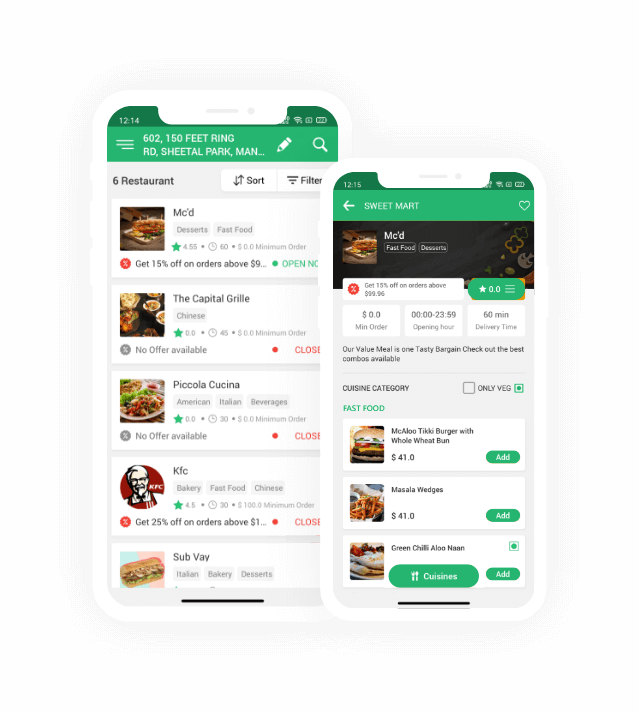 12:14
602, 150 FEET RING
RD, SHEETAL PARK, MAN...
6 Restaurant
Sort
Filter
Mc'd
Desserts Fast Food
4.55 • 60 • $ 0.0 Minimum Order
Get 15% off on orders above $9... OPEN NO
The Capital Grille
Chinese
0.0 • 45 • $ 0.0 Minimum Order
No Offer available CLOSE
Piccola Cucina
American Italian Beverages
0.0 • 30 • $ 0.0 Minimum Order
No Offer available CLOSE
KFC
Kfc
Bakery Fast Food Chinese
4.5 • 30 • $ 100.0 Minimum Order
Get 25% off on orders above $1... CLOSE
Sub Vay
Italian Bakery Desserts
12:15
SWEET MART
Mc'd
Fast Food Desserts
Get 15% off on orders above
$99.96
0.0
$ 0.0
Min Order
00:00-23:59
Opening hour
60 min
Delivery Time
Our Value Meal is one Tasty Bargain Check out the best
combos available
CUISINE CATEGORY
ONLY VEG
FAST FOOD
McAloo Tikki Burger with
Whole Wheat Bun
$ 41.0
Add
Masala Wedges
$ 41.0
Add
Green Chilli Aloo Naan
Cuisines
Add